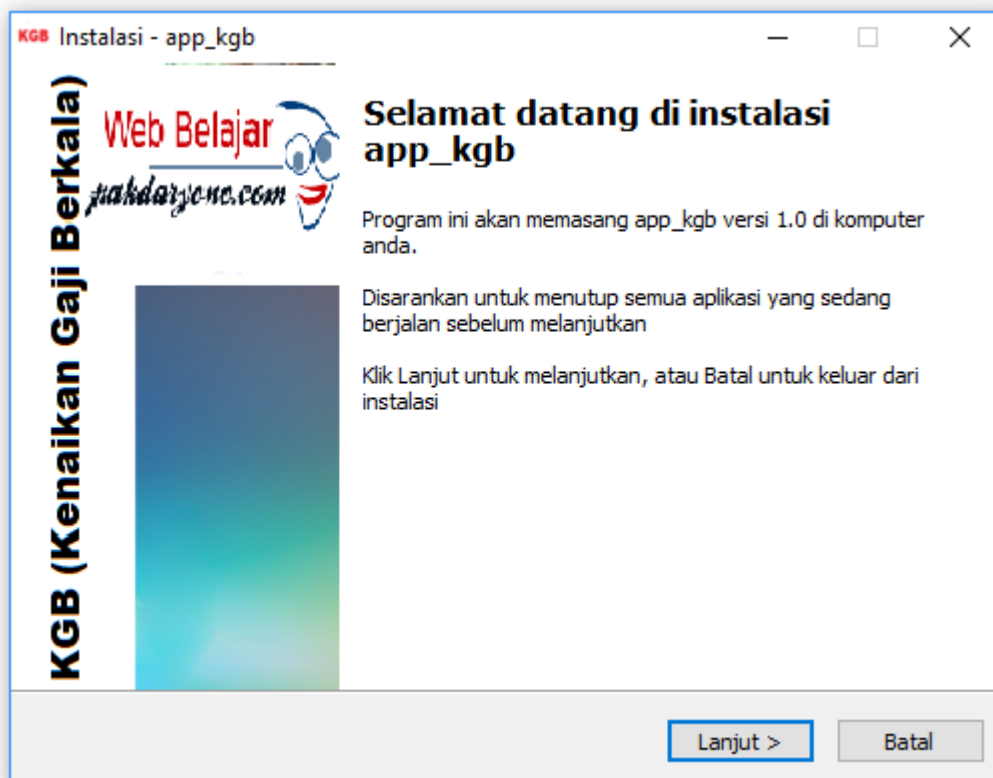 KGB Instalasi - app_kgb
KGB (Kenaikan Gaji Berkala)
Web Belajar
pakdaryono.com
Selamat datang di instalasi
app_kgb
Program ini akan memasang app_kgb versi 1.0 di komputer
anda.
Disarankan untuk menutup semua aplikasi yang sedang
berjalan sebelum melanjutkan
Klik Lanjut untuk melanjutkan, atau Batal untuk keluar dari
instalasi
Lanjut >
Batal